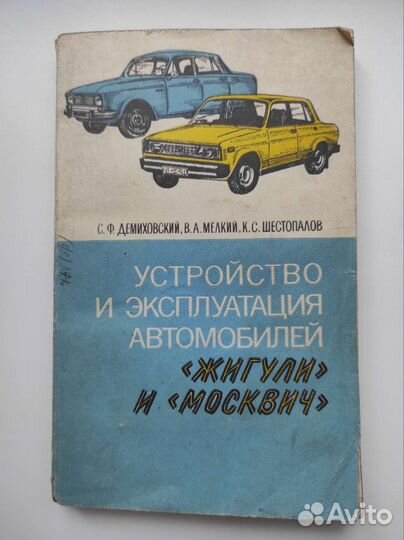 С. Ф. ДЕМИХОВСКИЙ, В. А. МЕЛКИЙ, К. С. ШЕСТОПАЛОВ
УСТРОЙСТВО
И ЭКСПЛУАТАЦИЯ
АВТОМОБИЛЕЙ
«ЖИГУЛИ»
И «МОСКВИЧ»
Avito